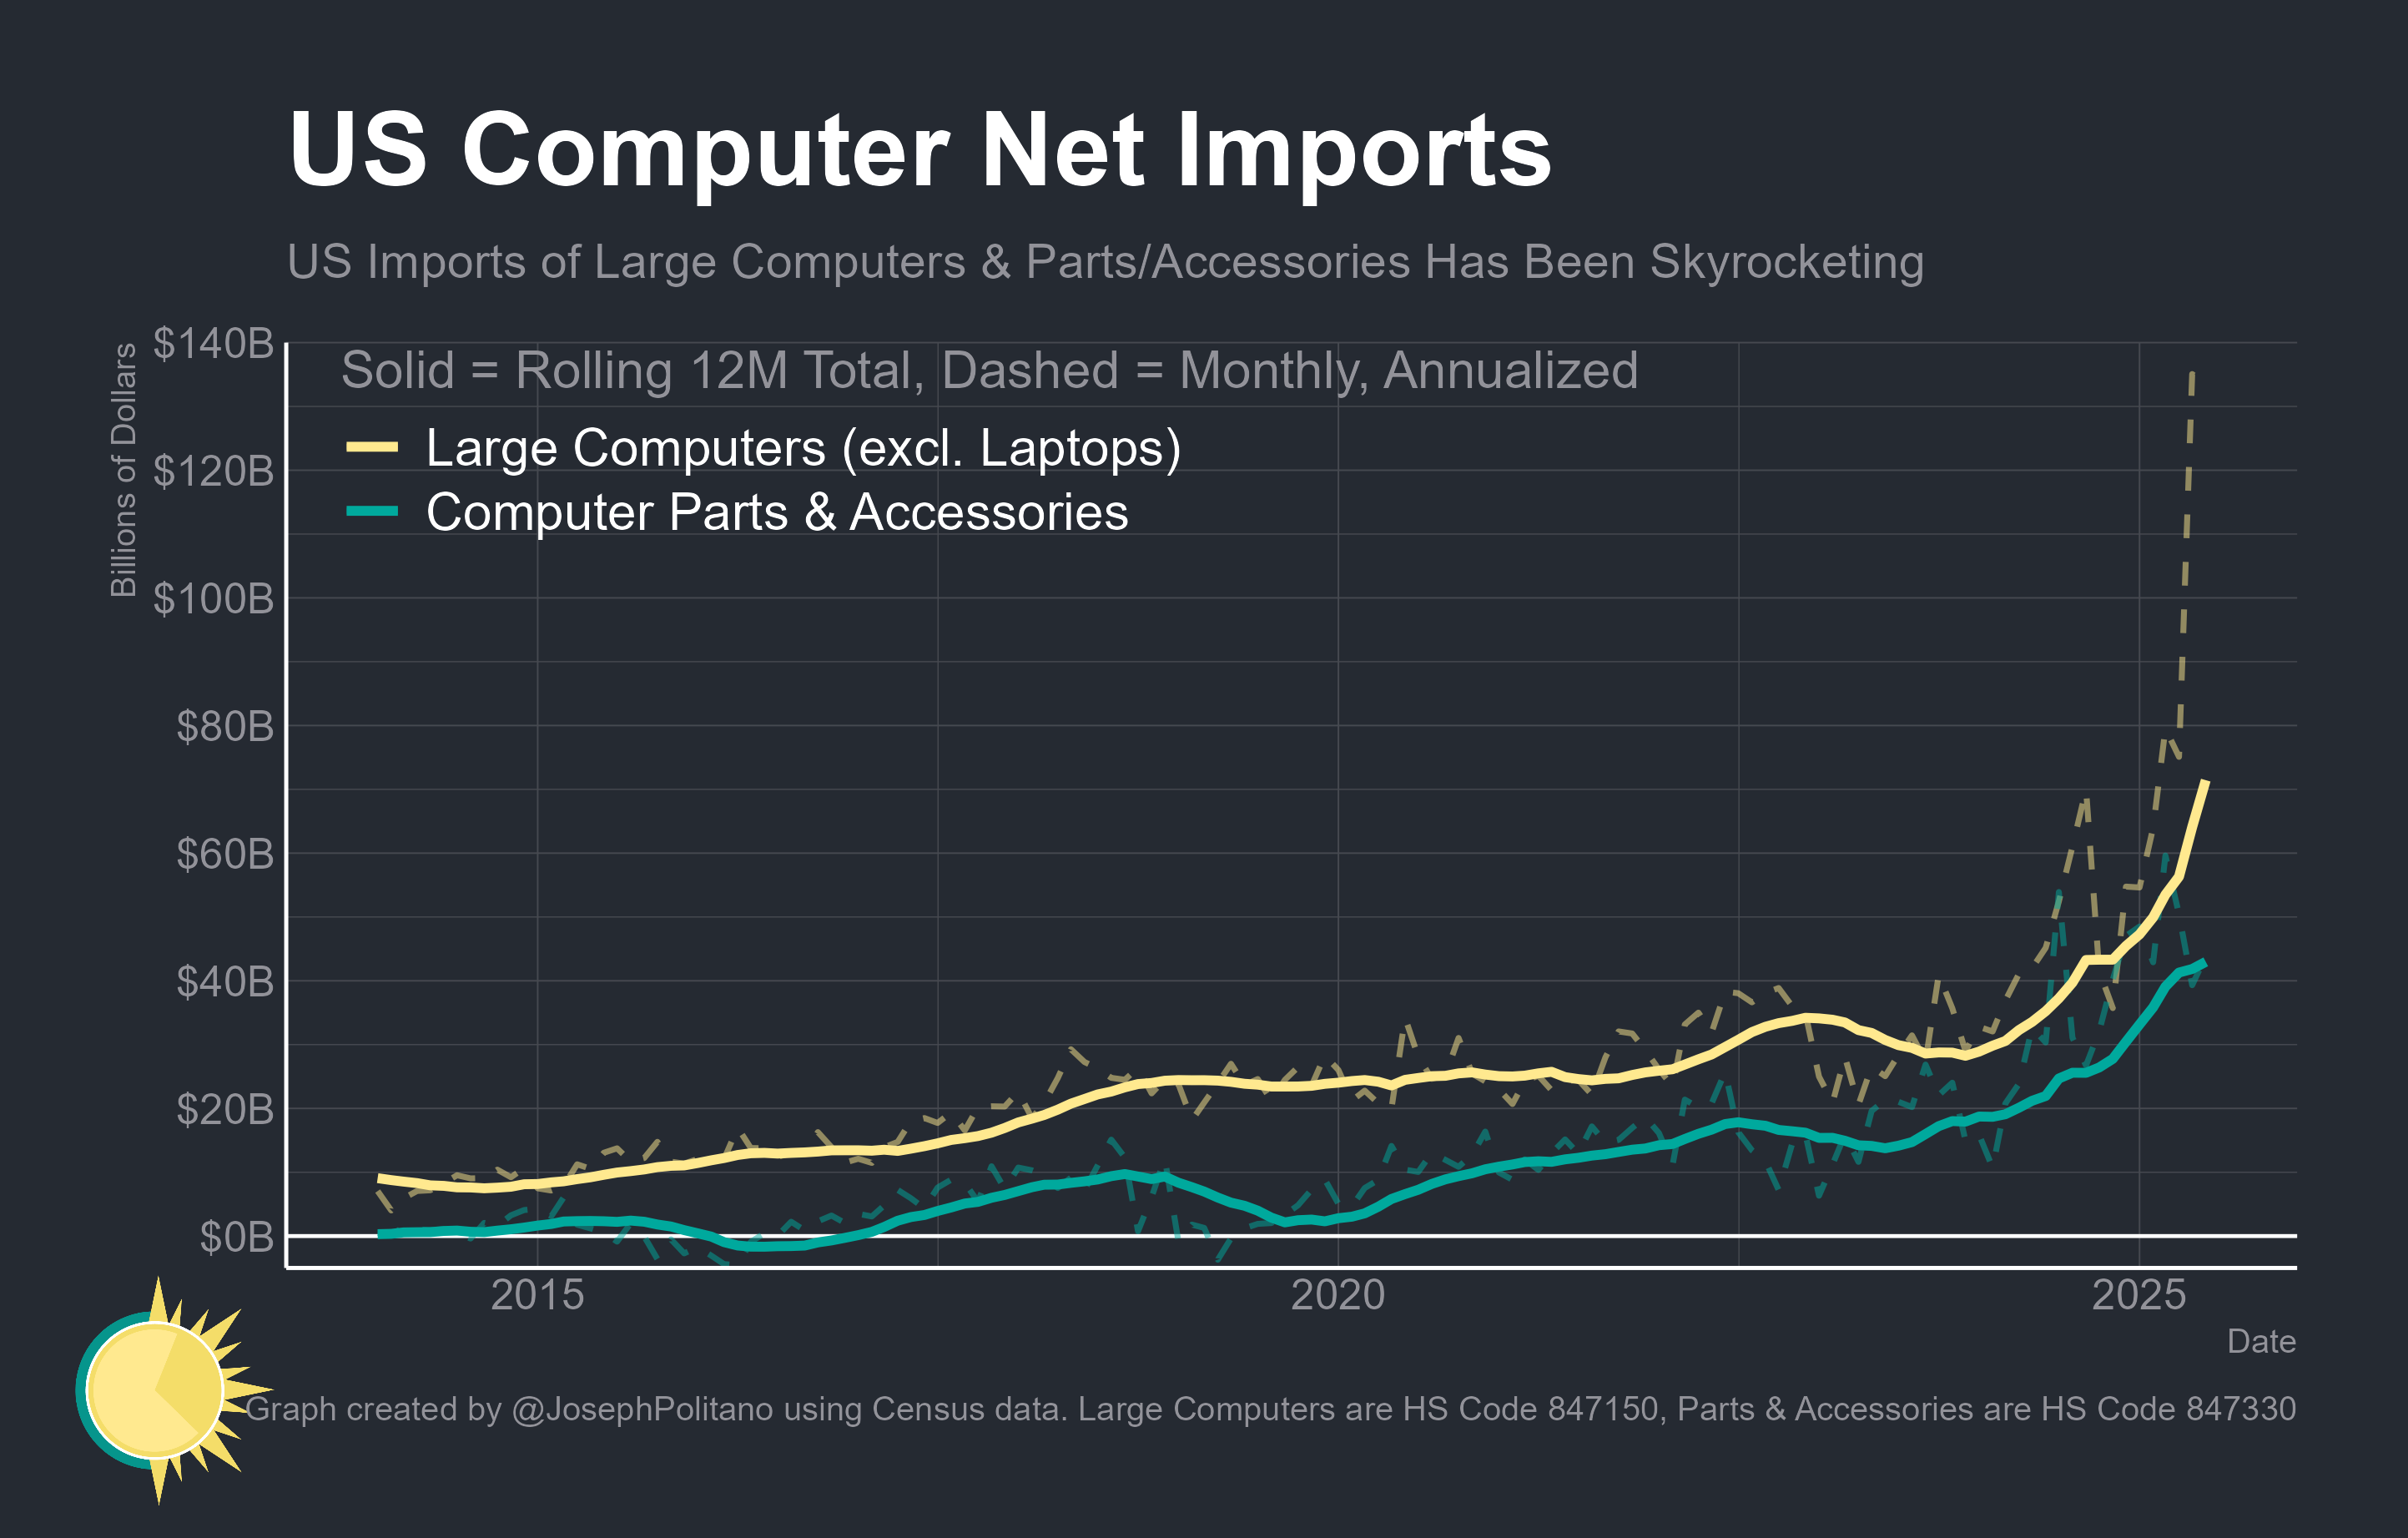 US Computer Net Imports
US Imports of Large Computers & Parts/Accessories Has Been Skyrocketing
Billions of Dollars
$140B
$120B
$100B
$80B
$60B
$40B
$20B
$0B
Solid = Rolling 12M Total, Dashed = Monthly, Annualized
Large Computers (excl. Laptops)
Computer Parts & Accessories
2015 2020 2025
Date
Graph created by @JosephPolitano using Census data. Large Computers are HS Code 847150, Parts & Accessories are HS Code 847330